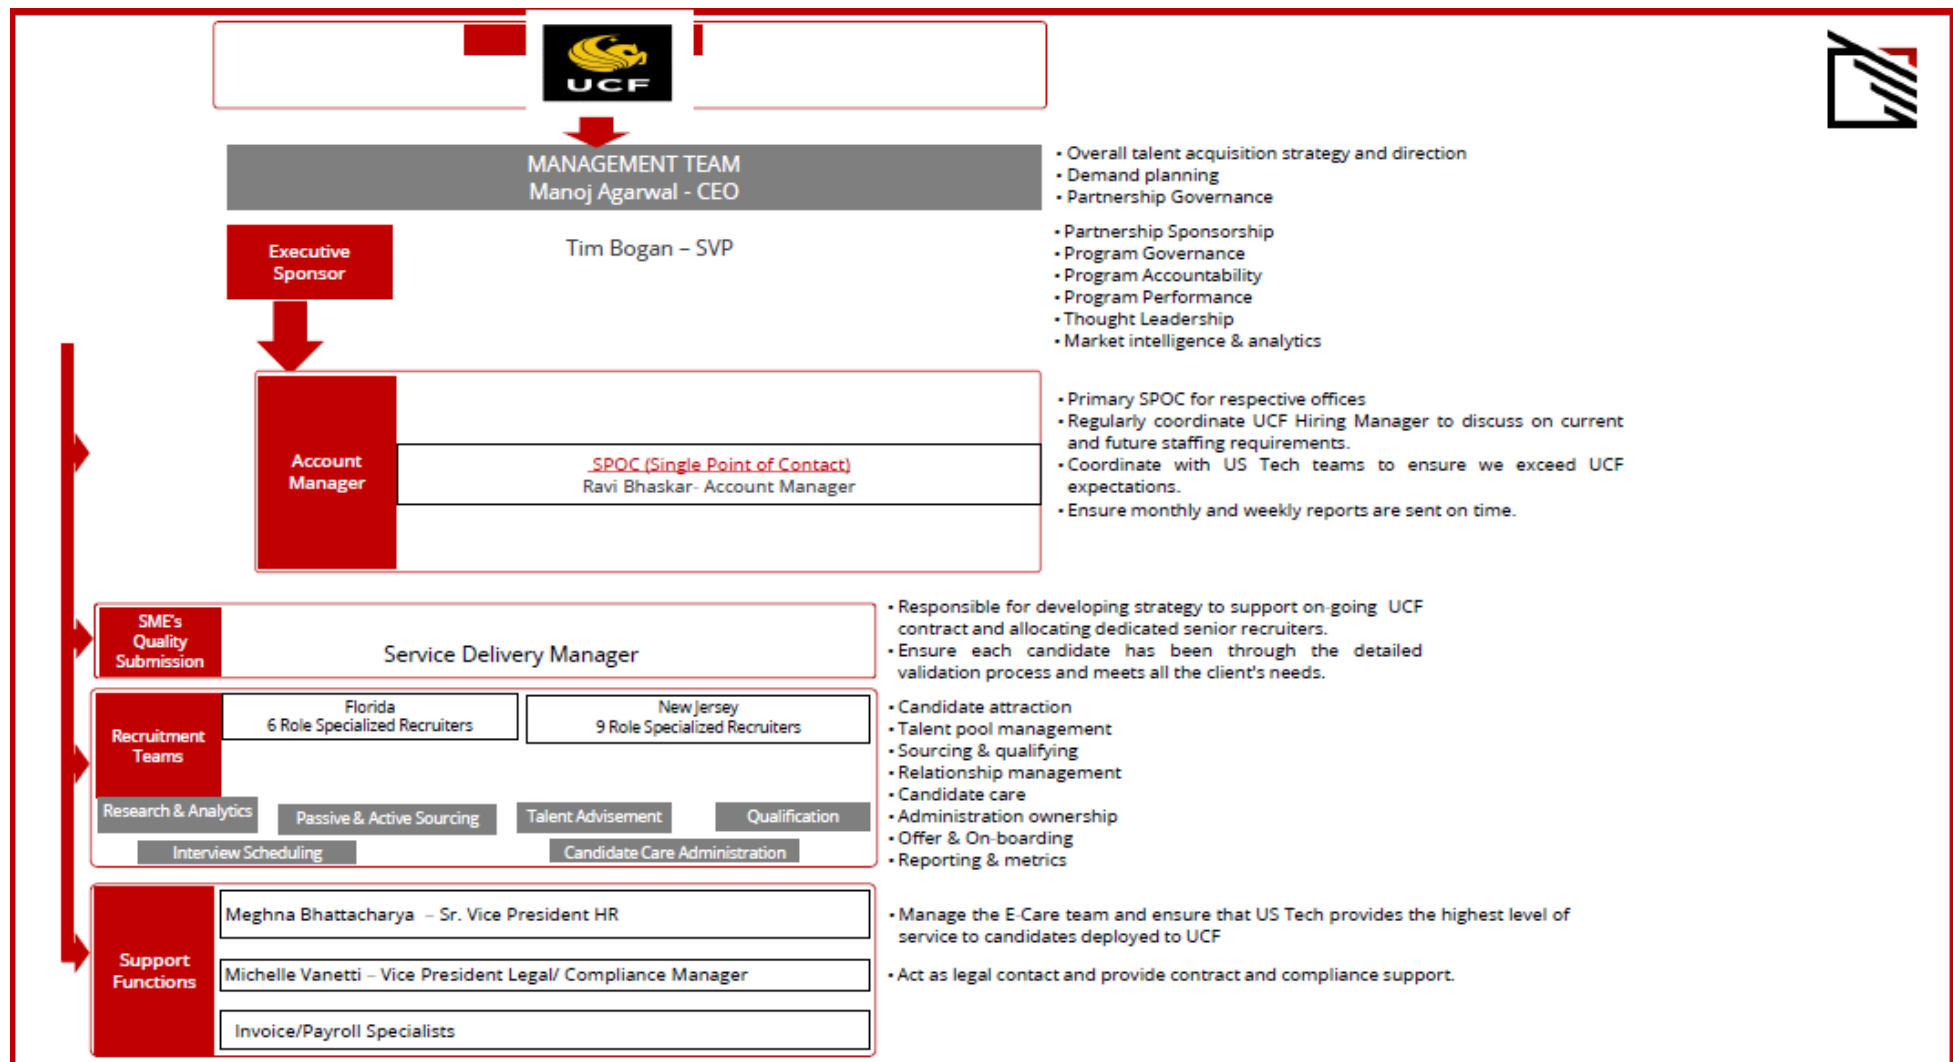 UCF
MANAGEMENT TEAM
Manoj Agarwal - CEO
▪ Overall talent acquisition strategy and direction
▪ Demand planning
▪ Partnership Governance
Executive
Sponsor
Tim Bogan – SVP
▪ Partnership Sponsorship
▪ Program Governance
▪ Program Accountability
▪ Program Performance
▪ Thought Leadership
▪ Market intelligence & analytics
Account
Manager
SPOC (Single Point of Contact)
Ravi Bhaskar- Account Manager
▪ Primary SPOC for respective offices
▪ Regularly coordinate UCF Hiring Manager to discuss on current
and future staffing requirements.
▪ Coordinate with US Tech teams to ensure we exceed UCF
expectations.
▪ Ensure monthly and weekly reports are sent on time.
SME's
Quality
Submission
Service Delivery Manager
▪ Responsible for developing strategy to support on-going UCF
contract and allocating dedicated senior recruiters.
▪ Ensure each candidate has been through the detailed
validation process and meets all the client's needs.
Recruitment
Teams
Florida
6 Role Specialized Recruiters
New Jersey
9 Role Specialized Recruiters
Research & Analytics
Passive & Active Sourcing
Talent Advisement
Qualification
Interview Scheduling
Candidate Care Administration
▪ Candidate attraction
▪ Talent pool management
▪ Sourcing & qualifying
▪ Relationship management
▪ Candidate care
▪ Administration ownership
▪ Offer & On-boarding
▪ Reporting & metrics
Support
Functions
Meghna Bhattacharya – Sr. Vice President HR
Michelle Vanetti – Vice President Legal/ Compliance Manager
Invoice/Payroll Specialists
▪ Manage the E-Care team and ensure that US Tech provides the highest level of
service to candidates deployed to UCF
▪ Act as legal contact and provide contract and compliance support.